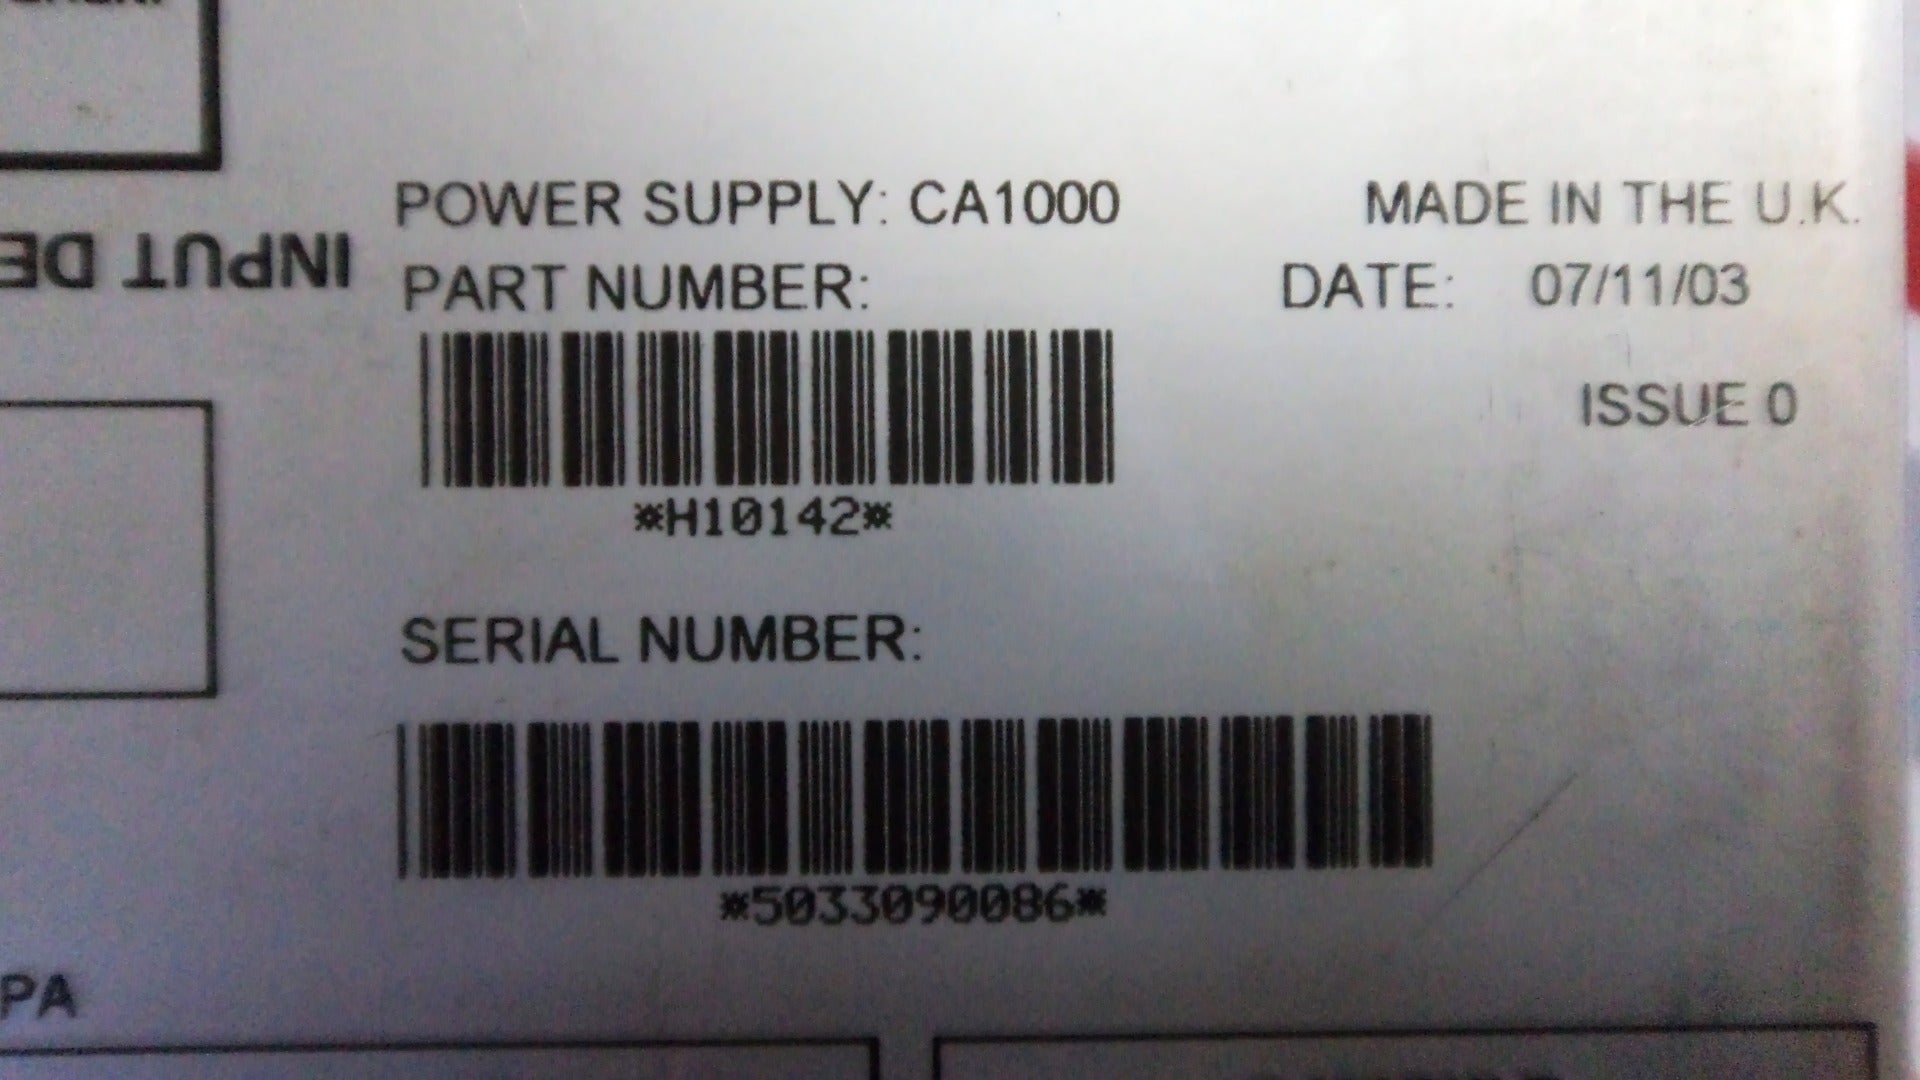 POWER SUPPLY: CA1000
MADE IN THE U.K.
INPUT DE
PART NUMBER:
DATE: 07/11/03
ISSUE 0
*H10142*
SERIAL NUMBER:
*5033090086*
PA